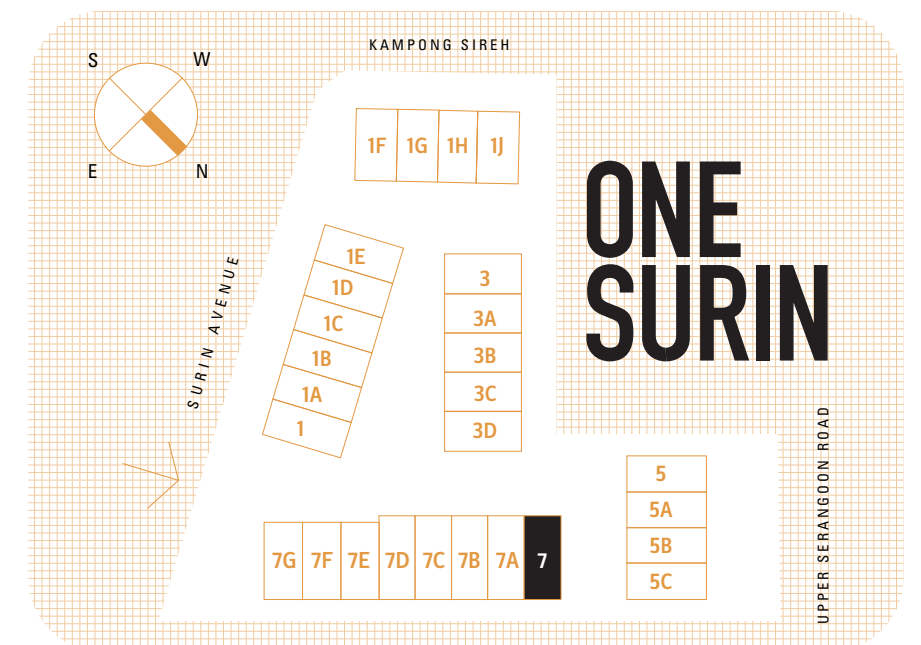 KAMPONG SIREH
S
W
E
N
1F
1G
1H
1J
ONE
SURIN
SURIN AVENUE
1E
1D
1C
1B
1A
1
3
3A
3B
3C
3D
UPPER SERANGOON ROAD
5
5A
5B
5C
7G
7F
7E
7D
7C
7B
7A
7